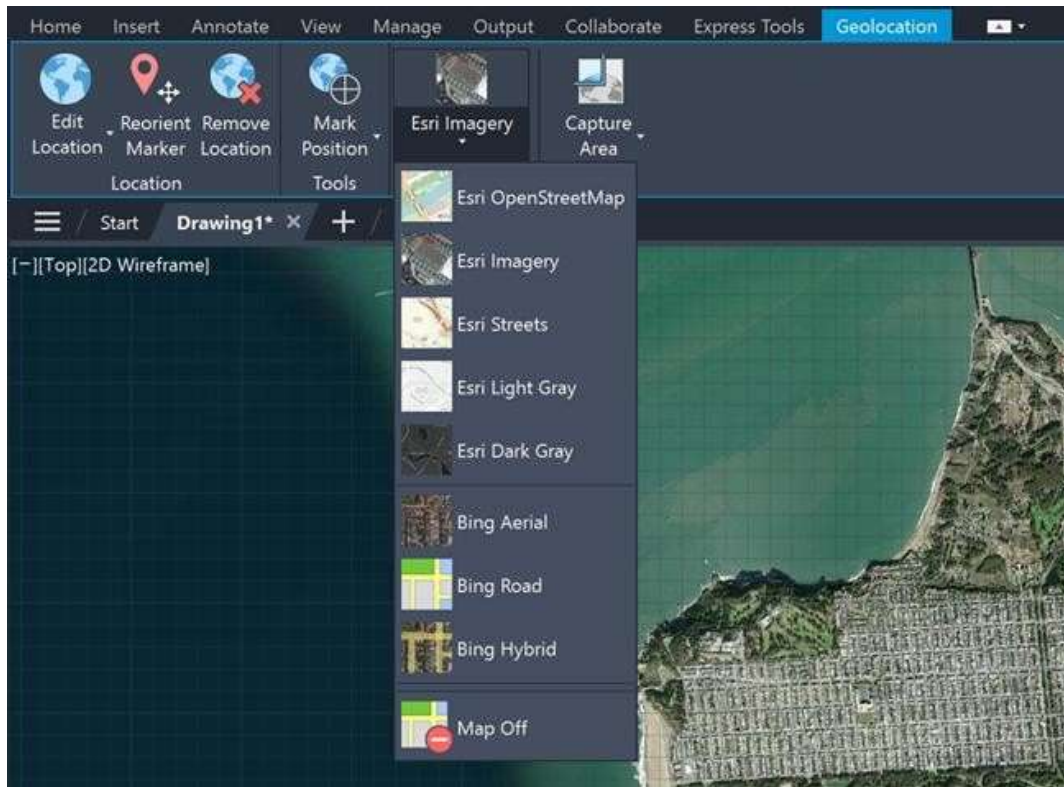 Home Insert Annotate View Manage Output Collaborate Express Tools Geolocation
Edit Location
Reorient Marker
Remove Location
Mark Position
Esri Imagery
Capture Area
Location
Tools
Start
Drawing1*
[−][Top][2D Wireframe]
Esri OpenStreetMap
Esri Imagery
Esri Streets
Esri Light Gray
Esri Dark Gray
Bing Aerial
Bing Road
Bing Hybrid
Map Off